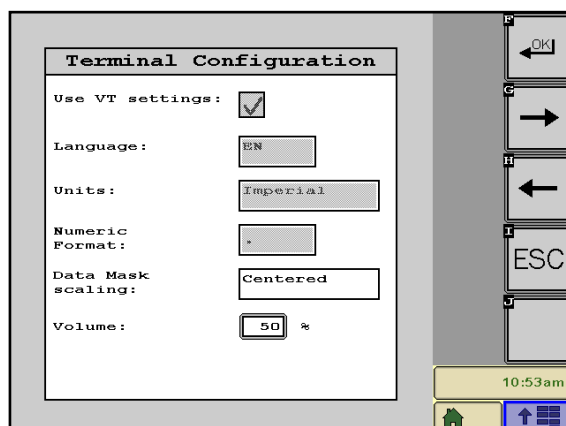 Terminal Configuration
Use VT settings:
Language: EN
Units: Imperial
Numeric
Format: .
Data Mask
scaling: Centered
Volume: 50 %
F
OK
G
H
I
ESC
J
10:53am